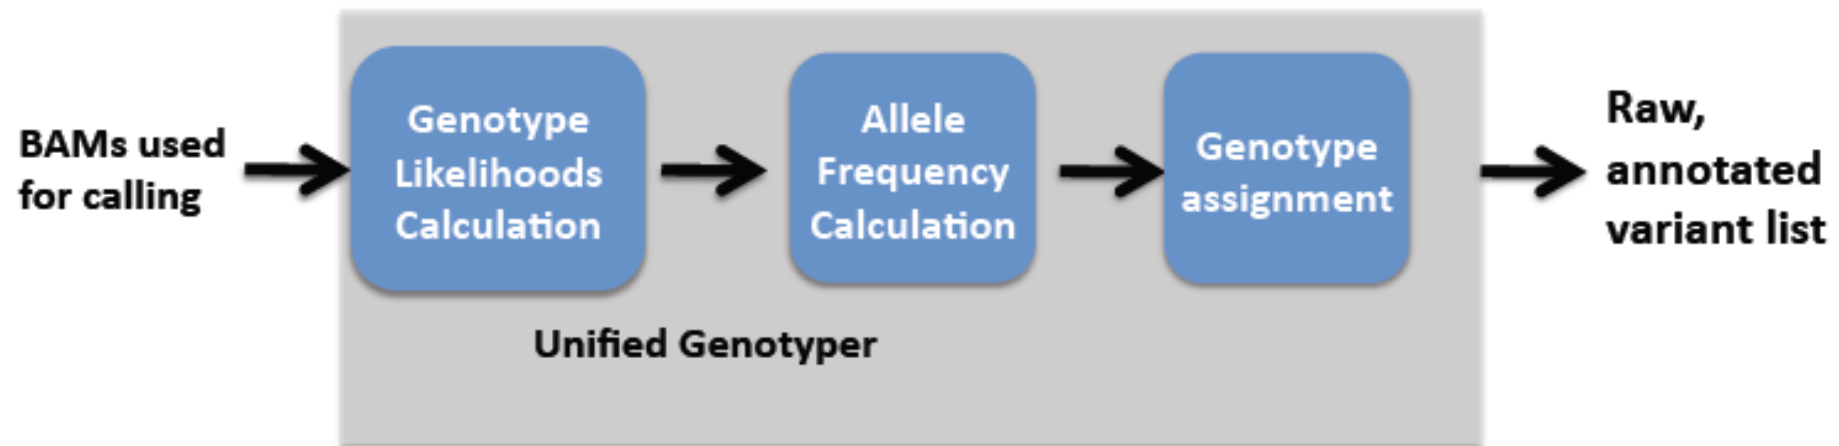 BAMs used
for calling
Genotype
Likelihoods
Calculation
Allele
Frequency
Calculation
Genotype
assignment
Raw,
annotated
variant list
Unified Genotyper